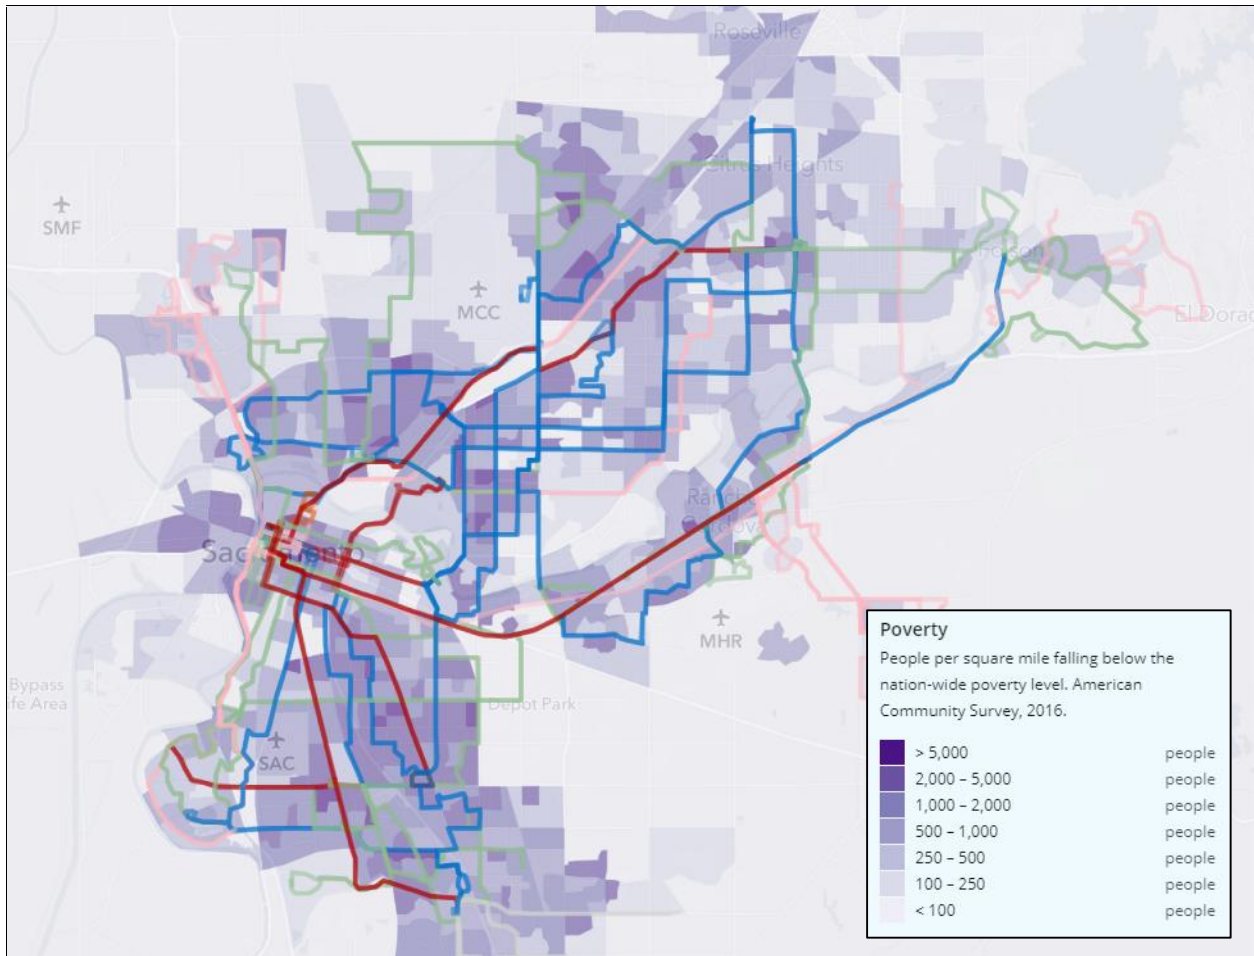 Roseville
Citrus Heights
SMF
Folsom
MCC
El Dorad
Rancho
Cordova
Sacramento
MHR
Bypass
ife Area
Depot Park
SAC
Poverty
People per square mile falling below the
nation-wide poverty level. American
Community Survey, 2016.
> 5,000 people
2,000 – 5,000 people
1,000 – 2,000 people
500 – 1,000 people
250 – 500 people
100 – 250 people
< 100 people